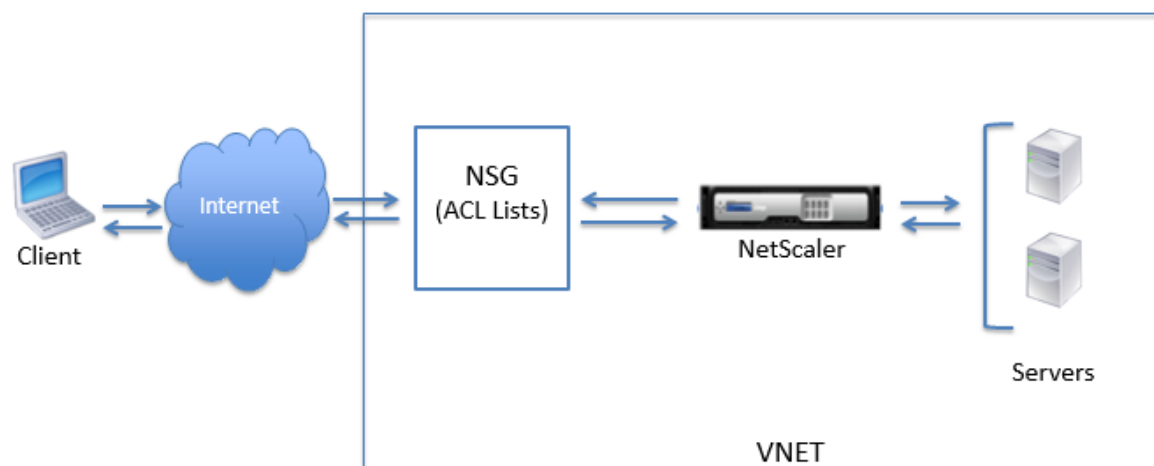 Client
Internet
NSG
(ACL Lists)
NetScaler
Servers
VNET